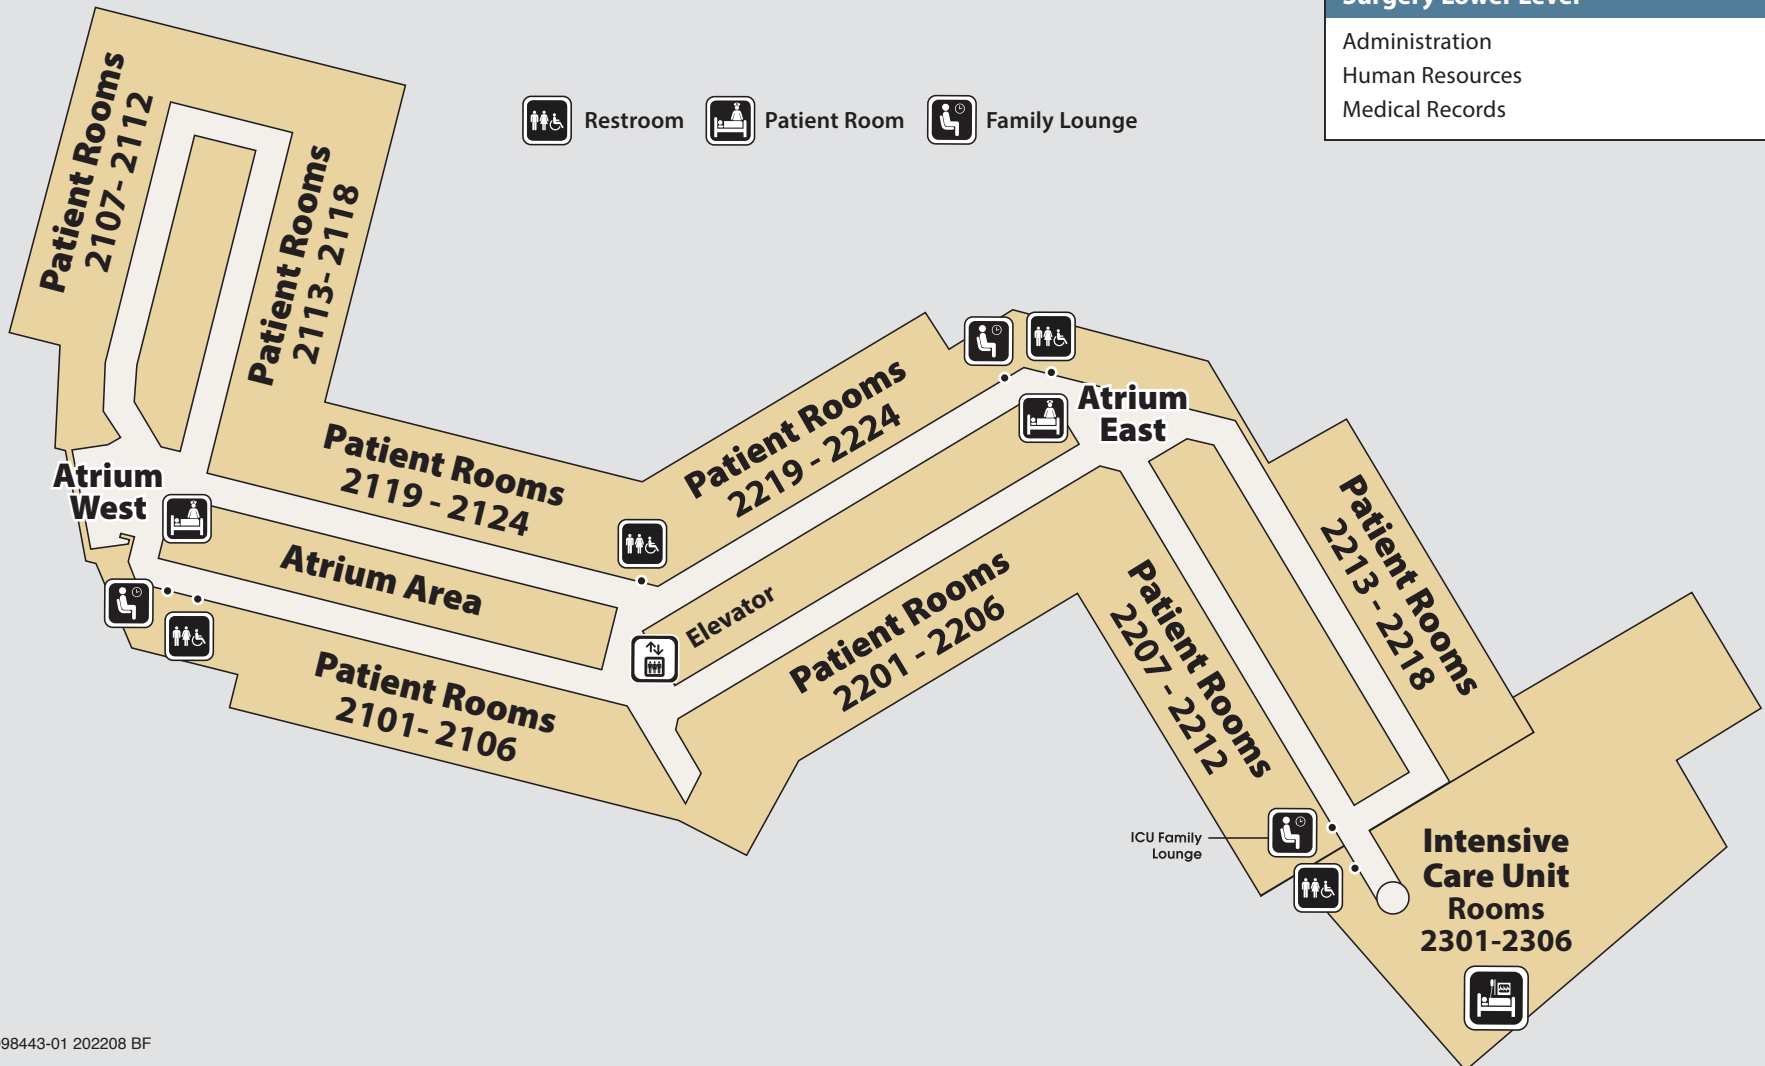 Surgery Lower Level
Administration
Human Resources
Medical Records
Restroom
Patient Room
Family Lounge
Patient Rooms
2107- 2112
Patient Rooms
2113- 2118
Patient Rooms
2119 - 2124
Patient Rooms
2219 - 2224
Atrium
East
Atrium
West
Atrium Area
Elevator
Patient Rooms
2101- 2106
Patient Rooms
2201 - 2206
Patient Rooms
2207 - 2212
Patient Rooms
2213 - 2218
ICU Family
Lounge
Intensive
Care Unit
Rooms
2301-2306
98443-01 202208 BF